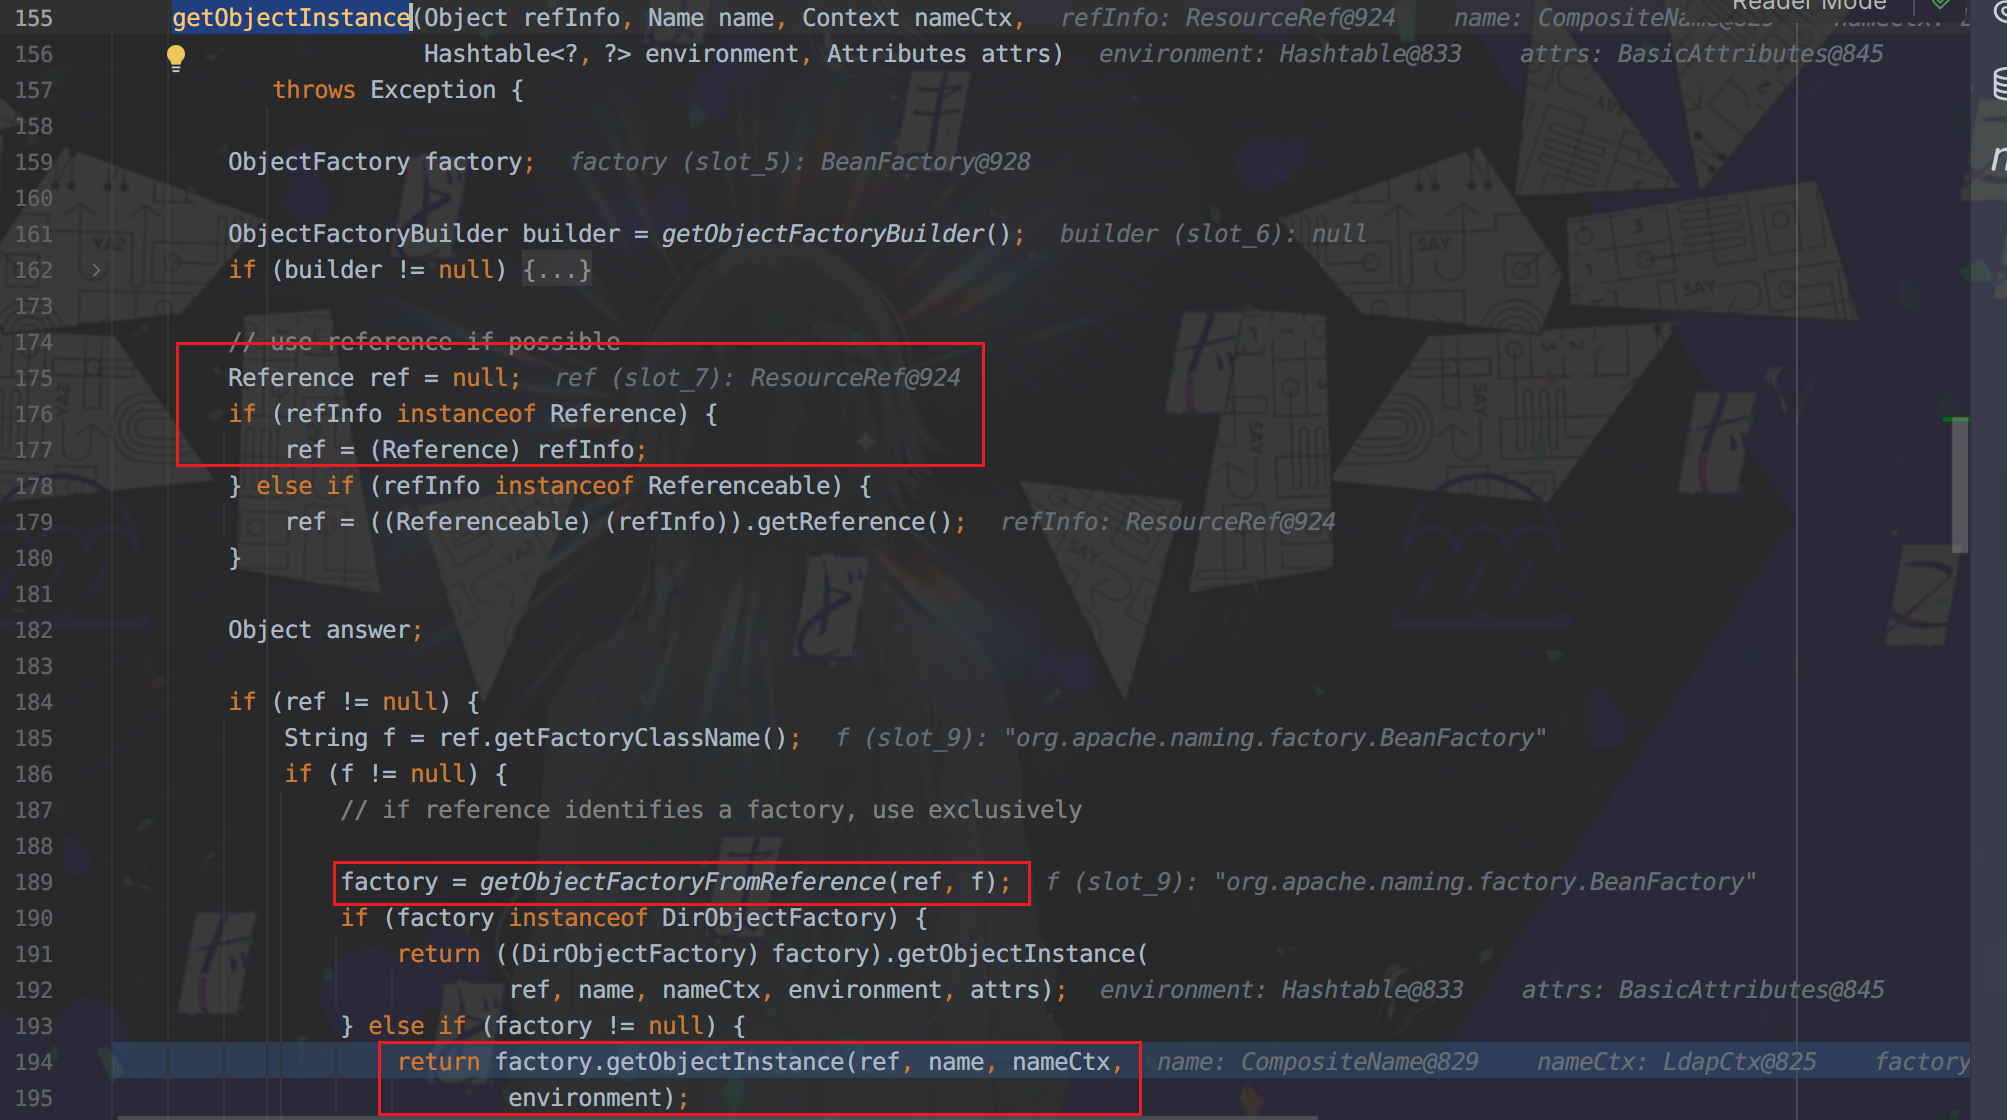 Reader Mode
155 getObjectInstance(Object refInfo, Name name, Context nameCtx, refInfo: ResourceRef@924 name: CompositeName@829 nameCtx:
156 Hashtable<?, ?> environment, Attributes attrs) environment: Hashtable@833 attrs: BasicAttributes@845
157 throws Exception {
158
159 ObjectFactory factory; factory (slot_5): BeanFactory@928
160
161 ObjectFactoryBuilder builder = getObjectFactoryBuilder(); builder (slot_6): null
162 if (builder != null) {...}
173
174 // use reference if possible
175 Reference ref = null; ref (slot_7): ResourceRef@924
176 if (refInfo instanceof Reference) {
177 ref = (Reference) refInfo;
178 } else if (refInfo instanceof Referenceable) {
179 ref = ((Referenceable) (refInfo)).getReference(); refInfo: ResourceRef@924
180 }
181
182 Object answer;
183
184 if (ref != null) {
185 String f = ref.getFactoryClassName(); f (slot_9): "org.apache.naming.factory.BeanFactory"
186 if (f != null) {
187 // if reference identifies a factory, use exclusively
188
189 factory = getObjectFactoryFromReference(ref, f); f (slot_9): "org.apache.naming.factory.BeanFactory"
190 if (factory instanceof DirObjectFactory) {
191 return ((DirObjectFactory) factory).getObjectInstance(
192 ref, name, nameCtx, environment, attrs); environment: Hashtable@833 attrs: BasicAttributes@845
193 } else if (factory != null) {
194 return factory.getObjectInstance(ref, name, nameCtx, name: CompositeName@829 nameCtx: LdapCtx@825 factory
195 environment);